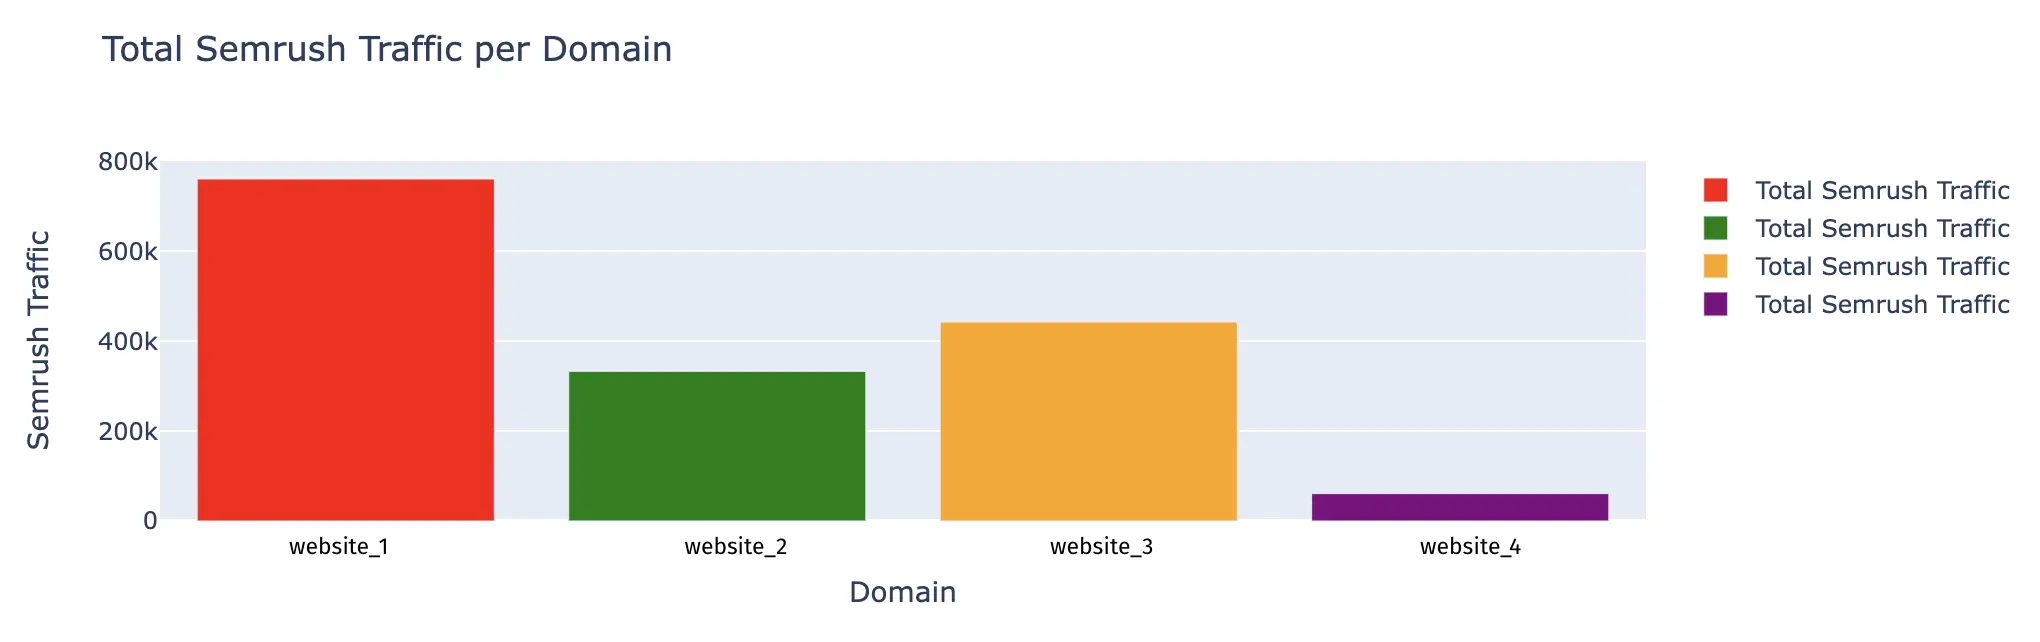 Total Semrush Traffic per Domain
800k
600k
400k
200k
0
Semrush Traffic
website_1
website_2
website_3
website_4
Domain
Total Semrush Traffic
Total Semrush Traffic
Total Semrush Traffic
Total Semrush Traffic